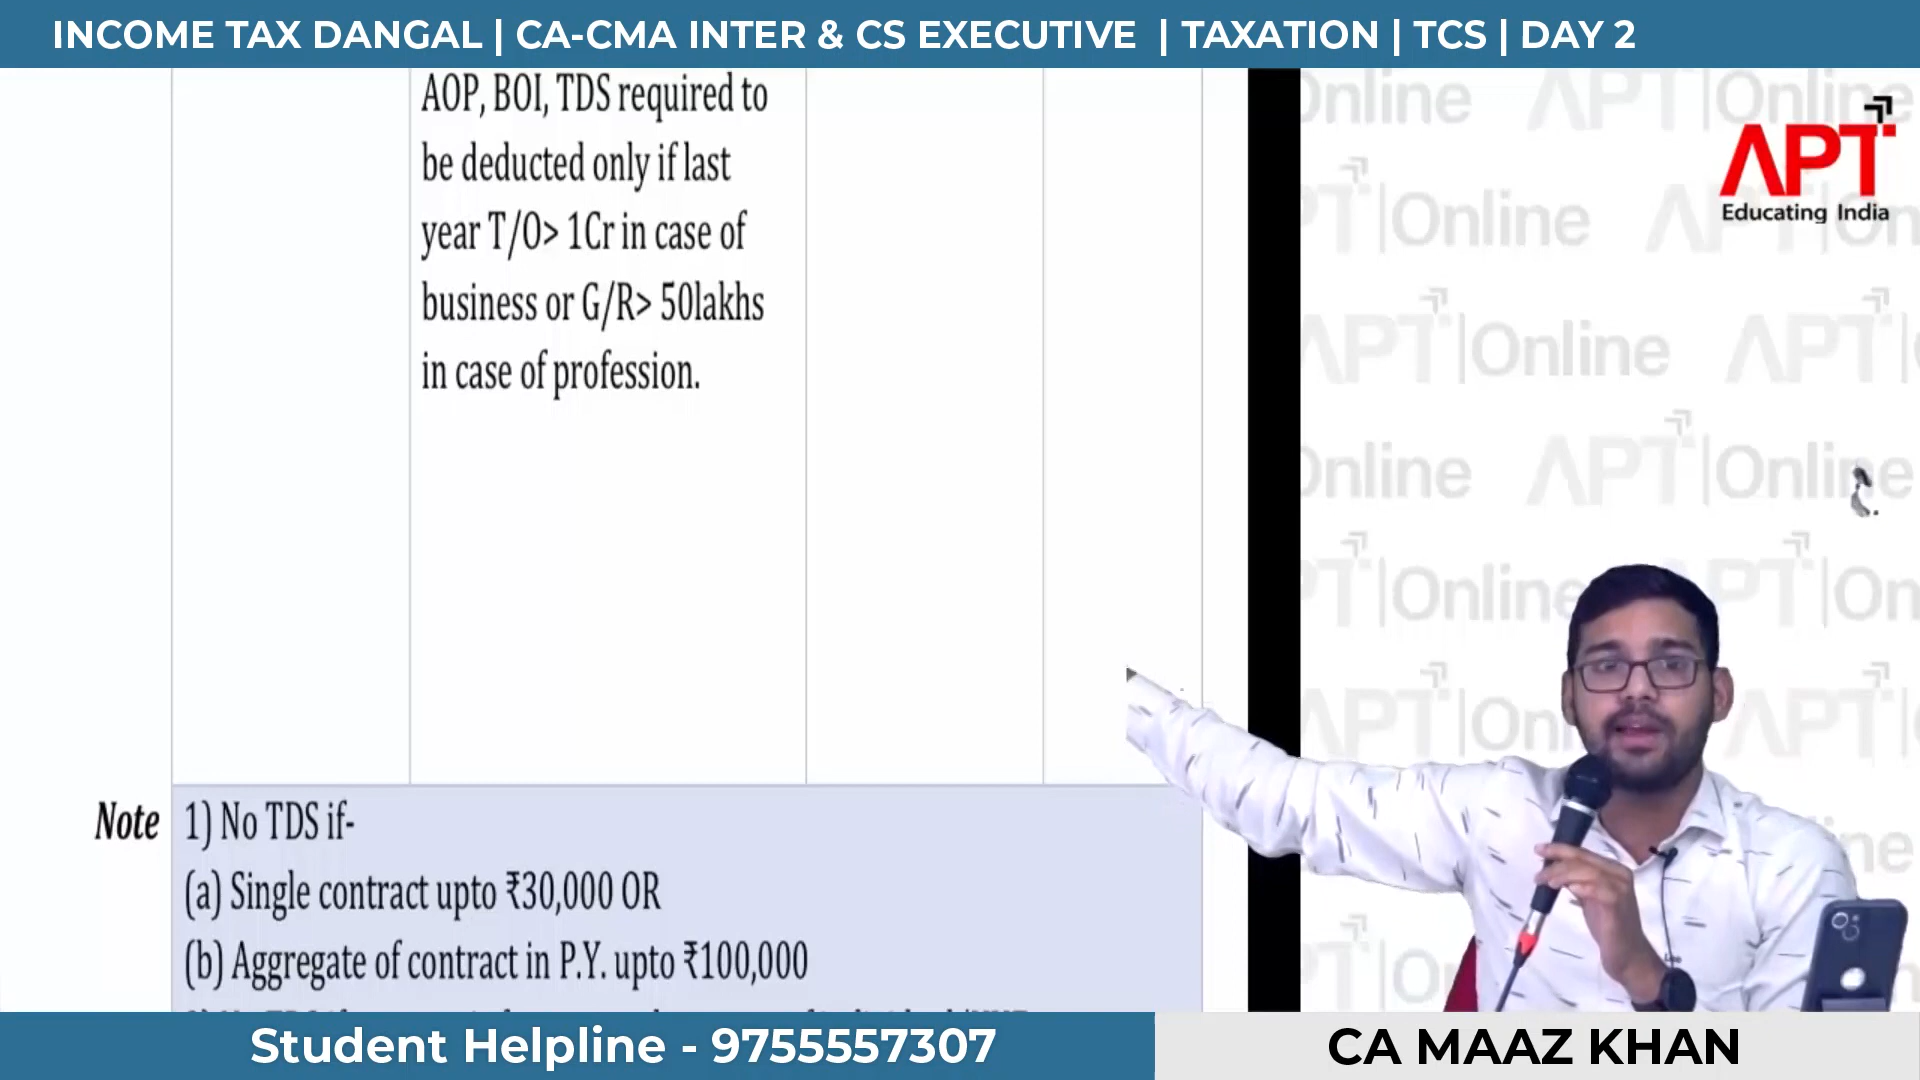 INCOME TAX DANGAL | CA-CMA INTER & CS EXECUTIVE | TAXATION | TCS | DAY 2
AOP, BOI, TDS required to
be deducted only if last
year T/O> 1Cr in case of
business or G/R> 50lakhs
in case of profession.
Note
1) No TDS if-
(a) Single contract upto ₹30,000 OR
(b) Aggregate of contract in P.Y. upto ₹100,000
APT
Educating India
APT|Online
Student Helpline - 9755557307
CA MAAZ KHAN